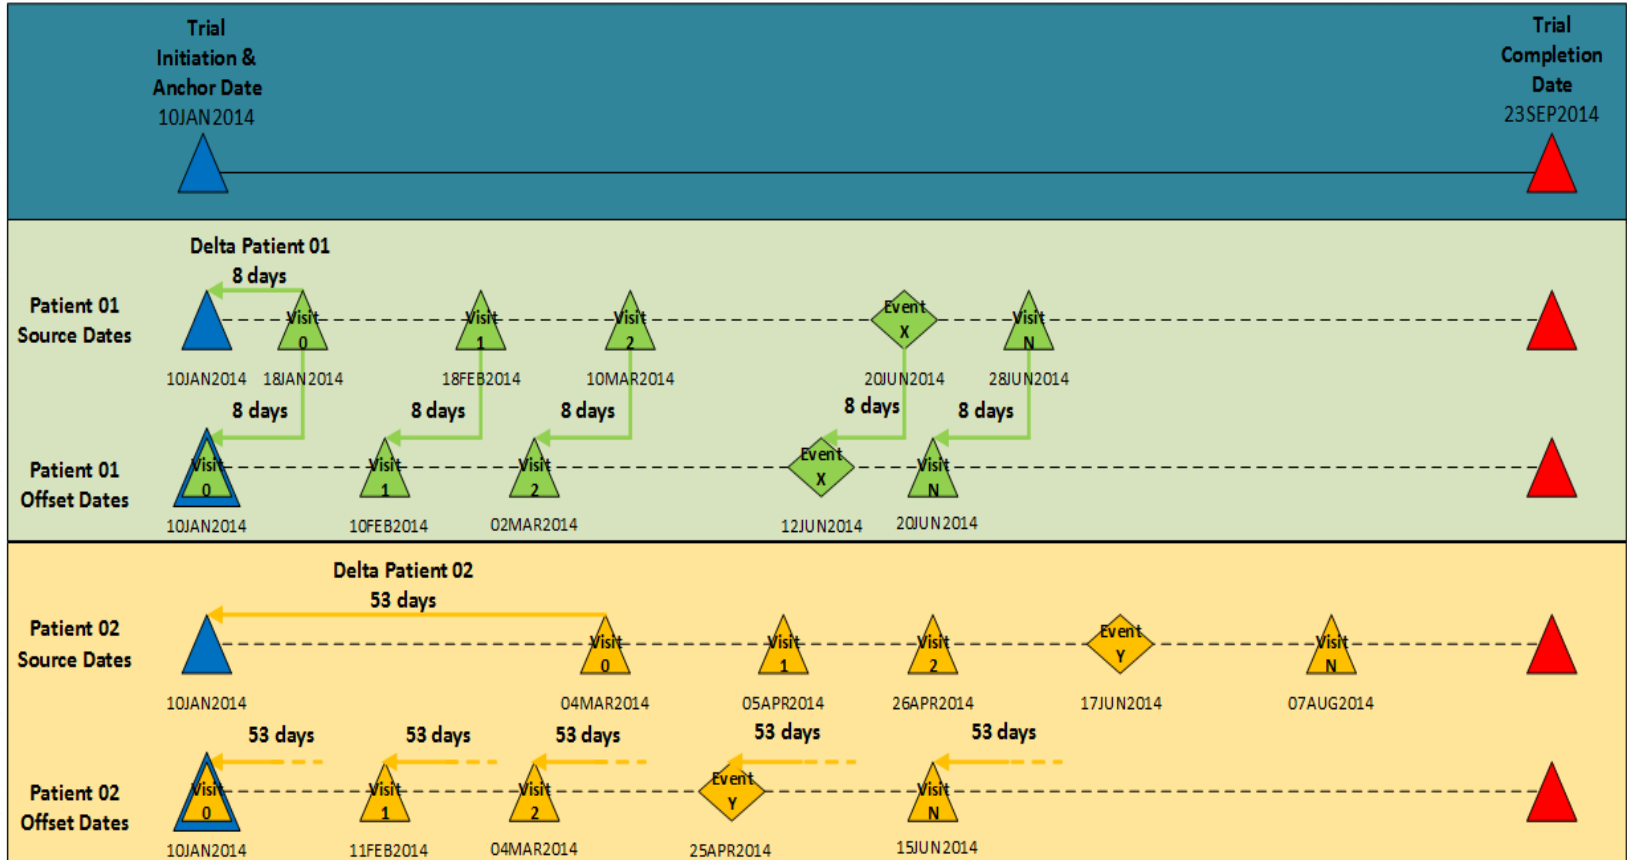 Trial
Initiation &
Anchor Date
10JAN2014
Trial
Completion
Date
23SEP2014
Delta Patient 01
8 days
Patient 01
Source Dates
Visit
0
Visit
1
Visit
2
Event
X
Visit
N
10JAN2014 18JAN2014 18FEB2014 10MAR2014 20JUN2014 28JUN2014
8 days 8 days 8 days 8 days 8 days
Patient 01
Offset Dates
Visit
0
Visit
1
Visit
2
Event
X
Visit
N
10JAN2014 10FEB2014 02MAR2014 12JUN2014 20JUN2014
Delta Patient 02
53 days
Patient 02
Source Dates
Visit
0
Visit
1
Visit
2
Event
Y
Visit
N
10JAN2014 04MAR2014 05APR2014 26APR2014 17JUN2014 07AUG2014
53 days 53 days 53 days 53 days 53 days
Patient 02
Offset Dates
Visit
0
Visit
1
Visit
2
Event
Y
Visit
N
10JAN2014 11FEB2014 04MAR2014 25APR2014 15JUN2014